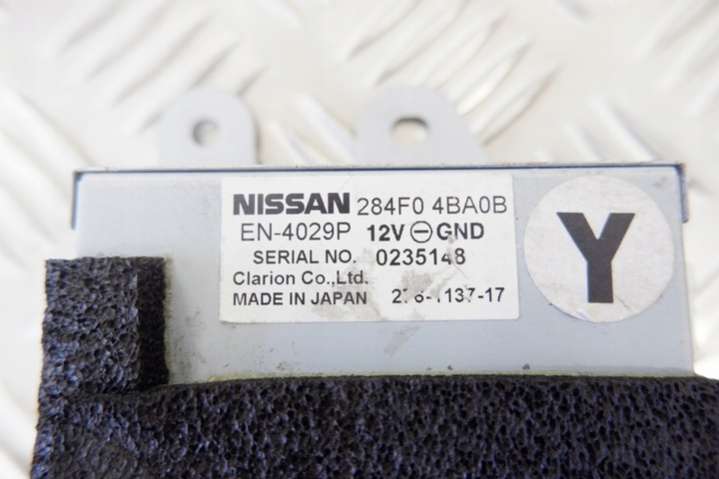 NISSAN 284F0 4BA0B
EN-4029P 12V ⊖ GND
SERIAL NO. 0235148
Clarion Co.,Ltd.
MADE IN JAPAN
Y